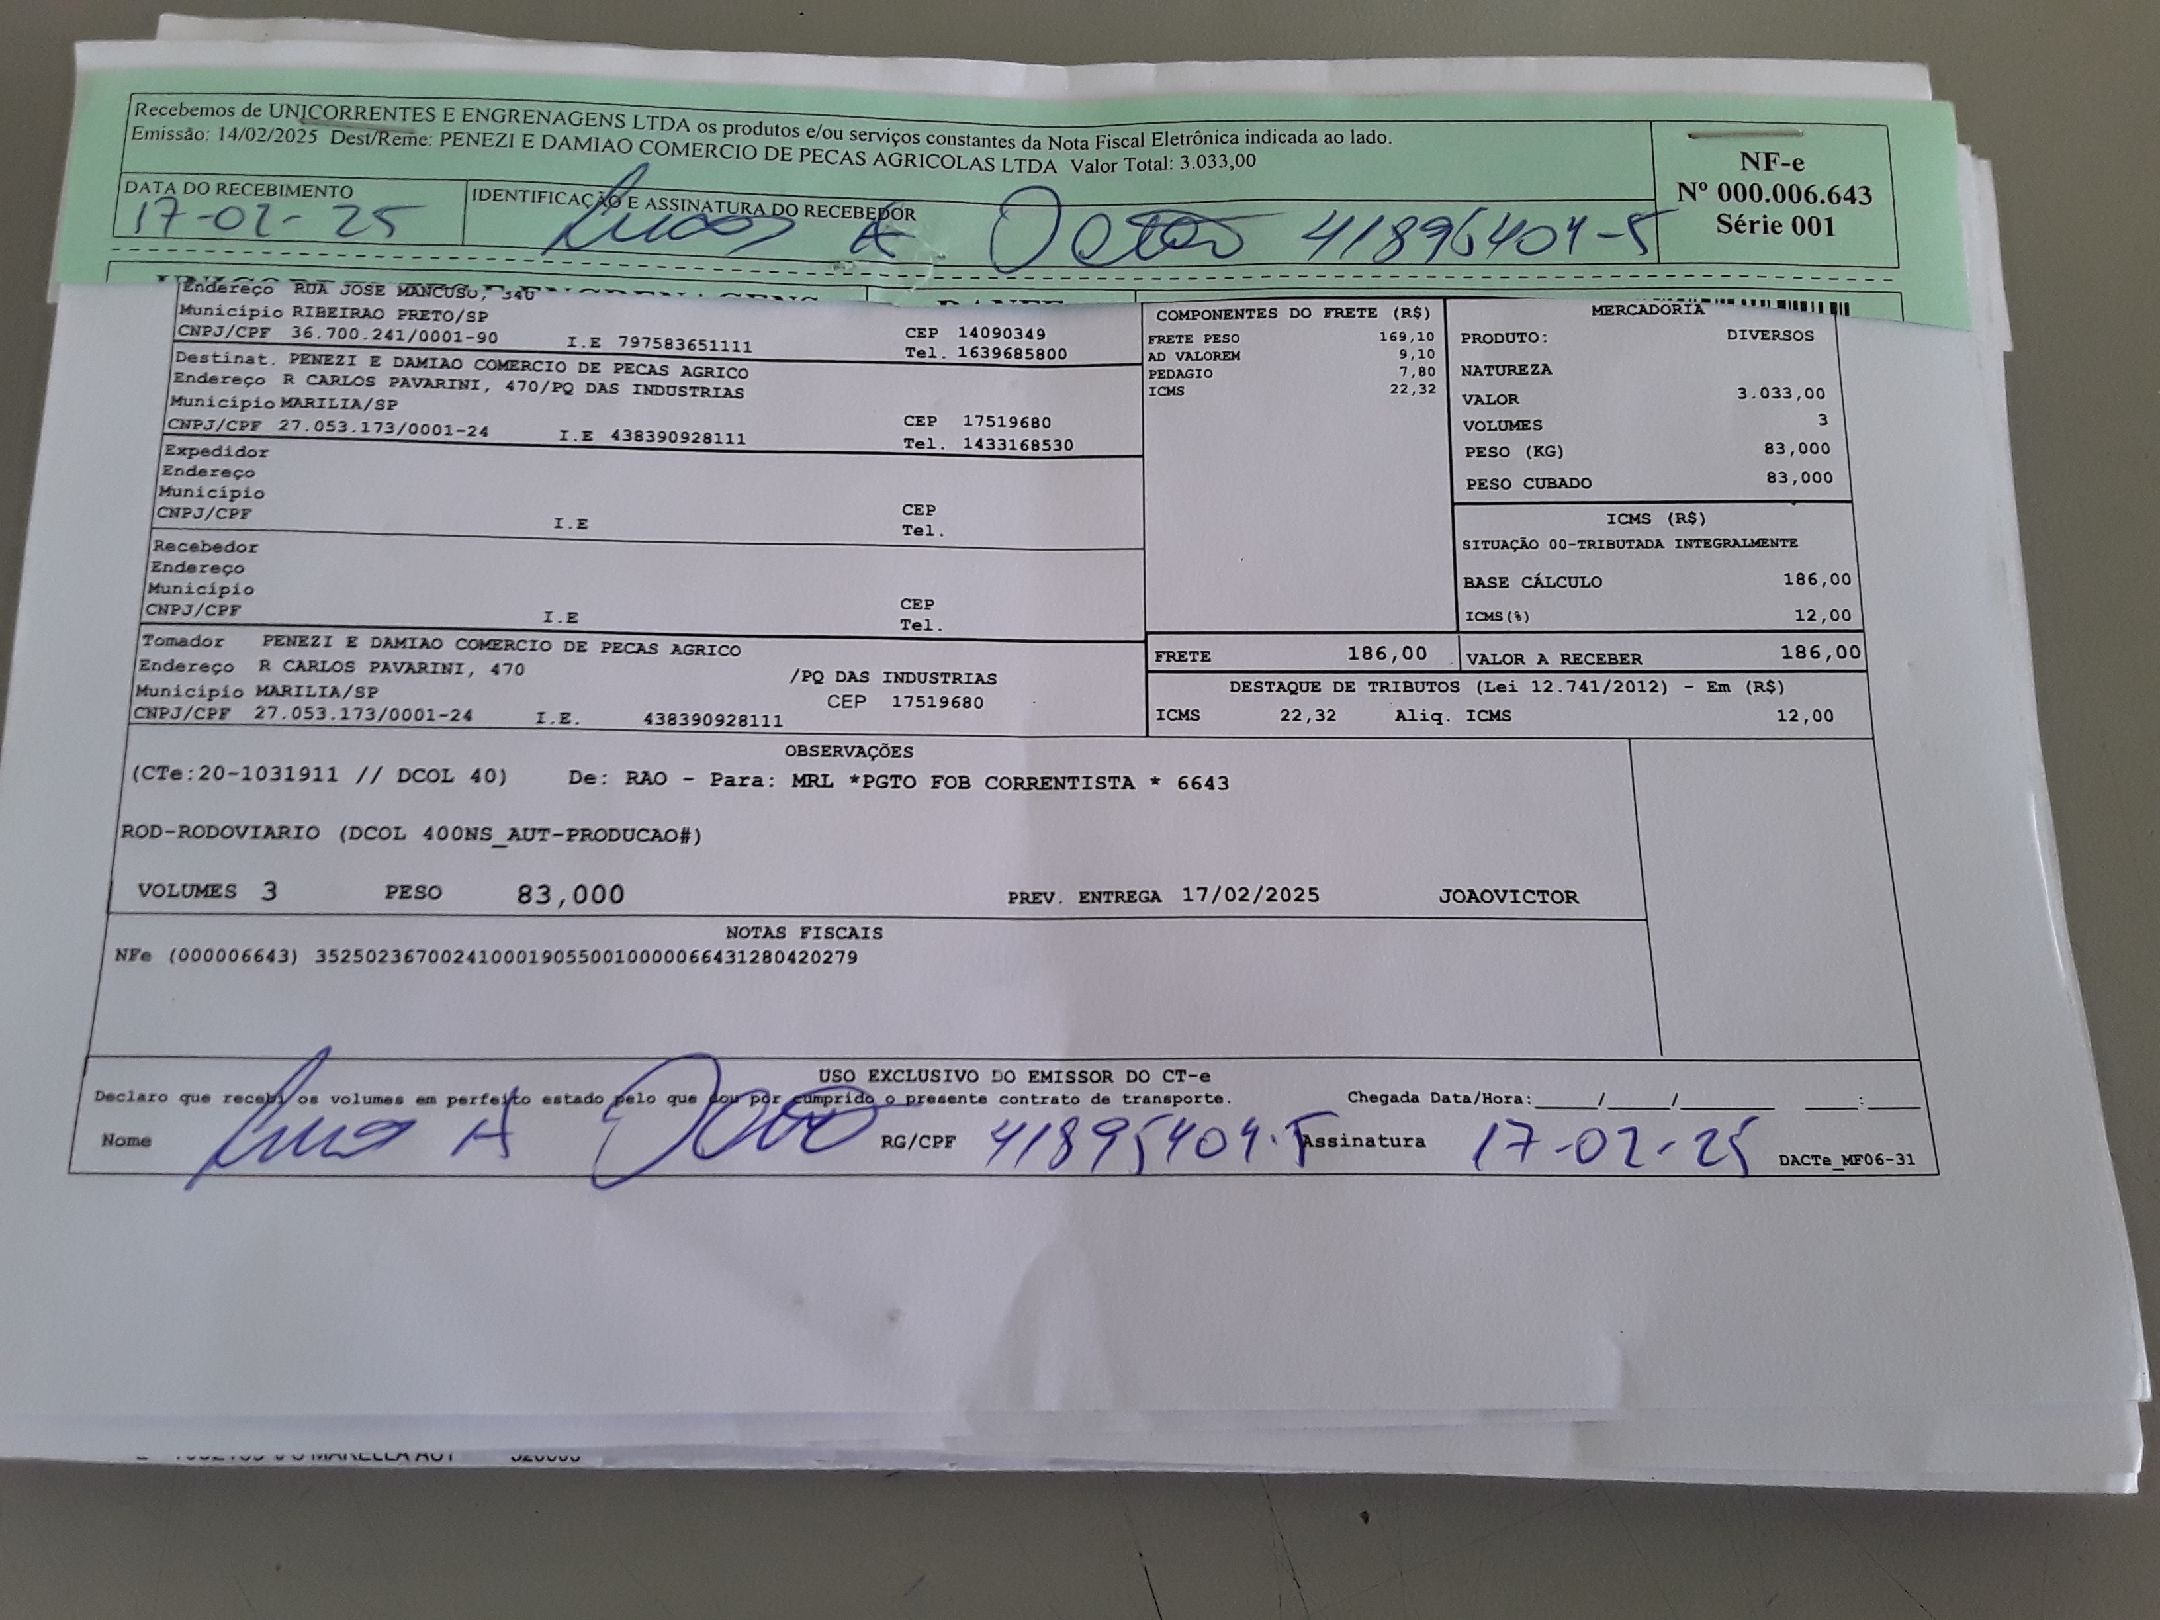 Recebemos de UNICORRENTES E ENGRENAGENS LTDA os produtos e/ou serviços constantes da Nota Fiscal Eletrônica indicada ao lado.
Emissão: 14/02/2025 Dest/Reme: PENEZI E DAMIAO COMERCIO DE PECAS AGRICOLAS LTDA Valor Total: 3.033,00
NF-e
Nº 000.006.643
Série 001
DATA DO RECEBIMENTO
17-02-25
IDENTIFICAÇÃO E ASSINATURA DO RECEBEDOR
Lucas A 41895404-5
Endereço RUA JOSE MANCUSO, 340
Município RIBEIRAO PRETO/SP CEP 14090349
CNPJ/CPF 36.700.241/0001-90 I.E 797583651111 Tel. 1639685800
Destinat. PENEZI E DAMIAO COMERCIO DE PECAS AGRICO
Endereço R CARLOS PAVARINI, 470/PQ DAS INDUSTRIAS
Município MARILIA/SP CEP 17519680
CNPJ/CPF 27.053.173/0001-24 I.E 438390928111 Tel. 1433168530
Expedidor
Endereço
Município CEP
CNPJ/CPF I.E Tel.
Recebedor
Endereço
Município CEP
CNPJ/CPF I.E Tel.
Tomador PENEZI E DAMIAO COMERCIO DE PECAS AGRICO
Endereço R CARLOS PAVARINI, 470 /PQ DAS INDUSTRIAS
Município MARILIA/SP CEP 17519680
CNPJ/CPF 27.053.173/0001-24 I.E. 438390928111
COMPONENTES DO FRETE (R$)
FRETE PESO 169,10
AD VALOREM 9,10
PEDAGIO 7,80
ICMS 22,32
MERCADORIA
PRODUTO: DIVERSOS
NATUREZA
VALOR 3.033,00
VOLUMES 3
PESO (KG) 83,000
PESO CUBADO 83,000
ICMS (R$)
SITUAÇÃO 00-TRIBUTADA INTEGRALMENTE
BASE CÁLCULO 186,00
ICMS(%) 12,00
FRETE 186,00 VALOR A RECEBER 186,00
DESTAQUE DE TRIBUTOS (Lei 12.741/2012) - Em (R$)
ICMS 22,32 Aliq. ICMS 12,00
OBSERVAÇÕES
(CTe:20-1031911 // DCOL 40) De: RAO - Para: MRL *PGTO FOB CORRENTISTA * 6643
ROD-RODOVIARIO (DCOL 400NS_AUT-PRODUCAO#)
VOLUMES 3 PESO 83,000 PREV. ENTREGA 17/02/2025 JOAOVICTOR
NOTAS FISCAIS
NFe (000006643) 35250236700241000190550010000066431280420279
USO EXCLUSIVO DO EMISSOR DO CT-e
Declaro que recebi os volumes em perfeito estado pelo que dou por cumprido o presente contrato de transporte. Chegada Data/Hora:____/____/______ ___:___
Nome Lucas A RG/CPF 41895404-5 Assinatura 17-02-25 DACTe_MF06-31